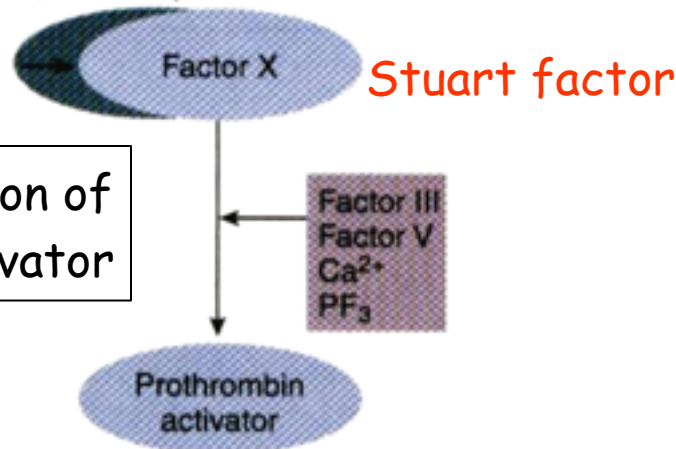 Factor X
Stuart factor
on of
vator
Factor III
Factor V
Ca²⁺
PF₃
Prothrombin
activator